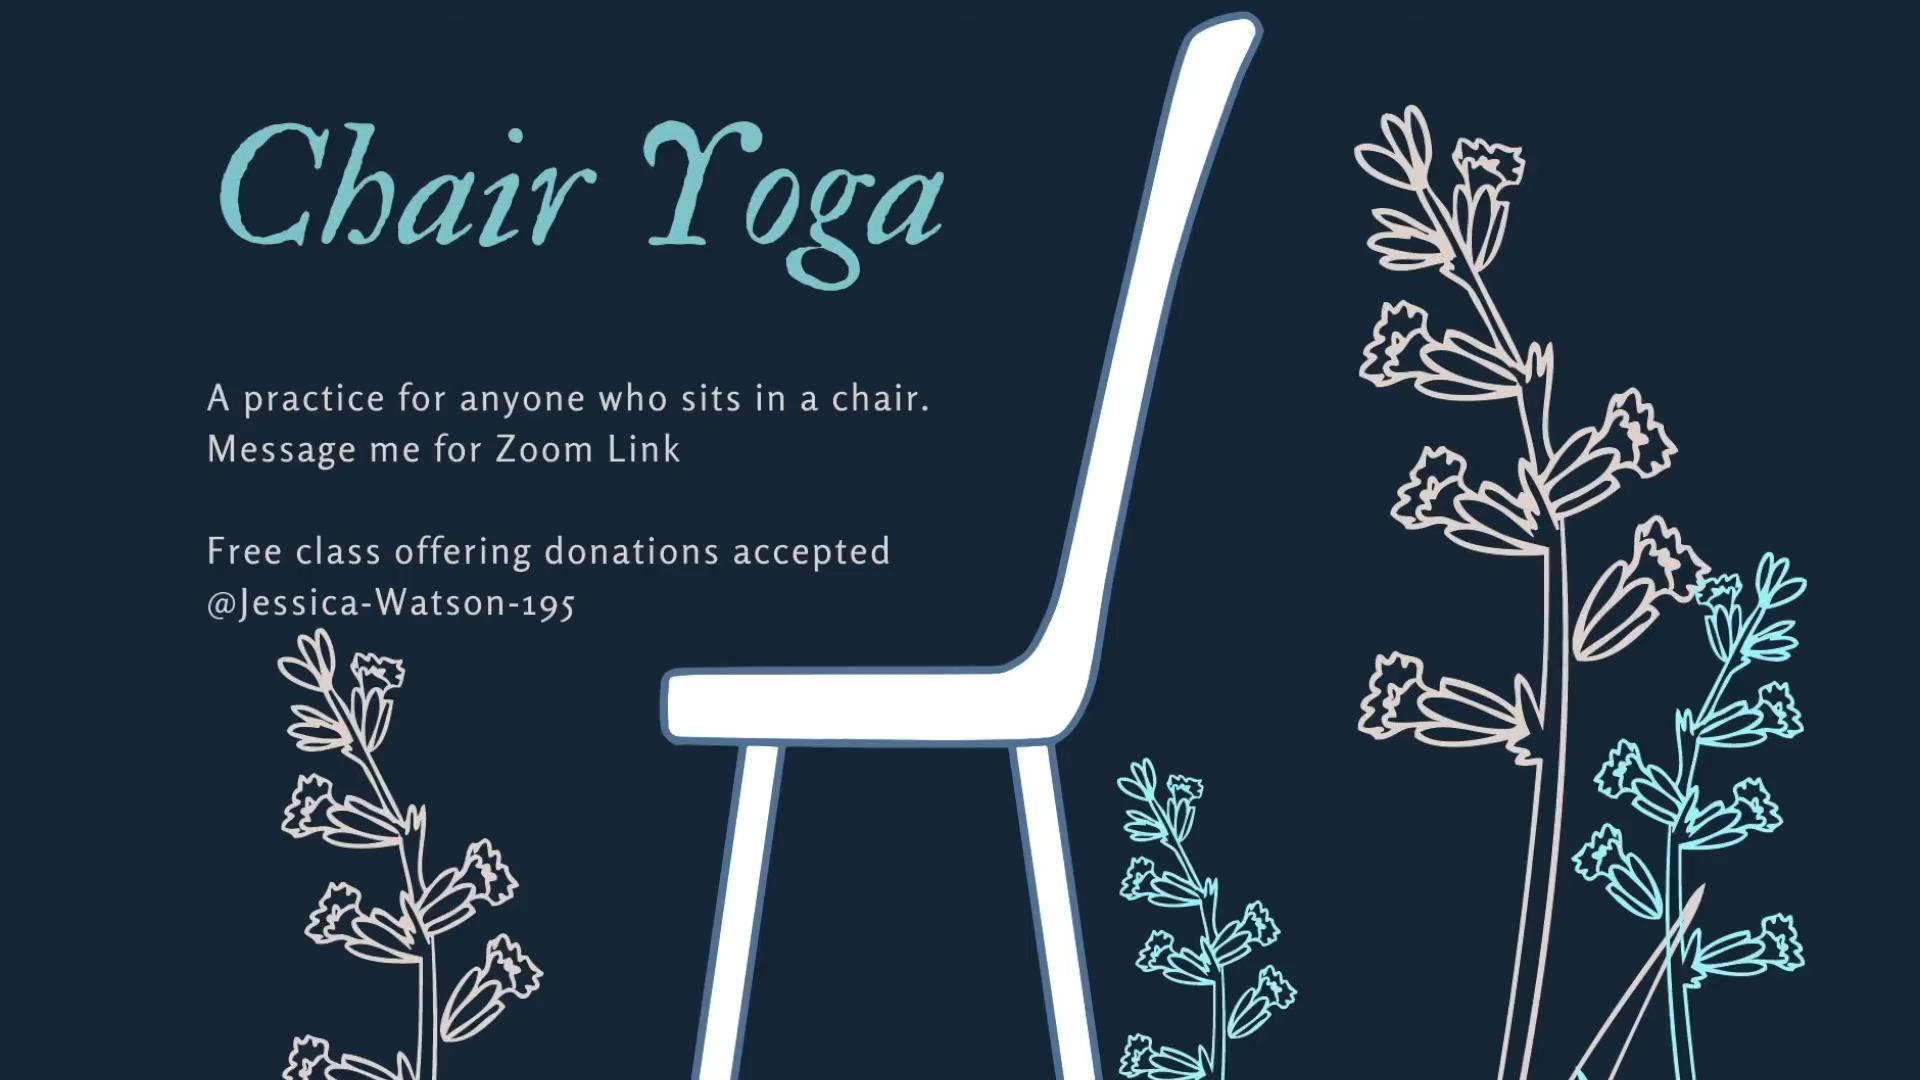 Chair Yoga
A practice for anyone who sits in a chair.
Message me for Zoom Link
Free class offering donations accepted
@Jessica-Watson-195